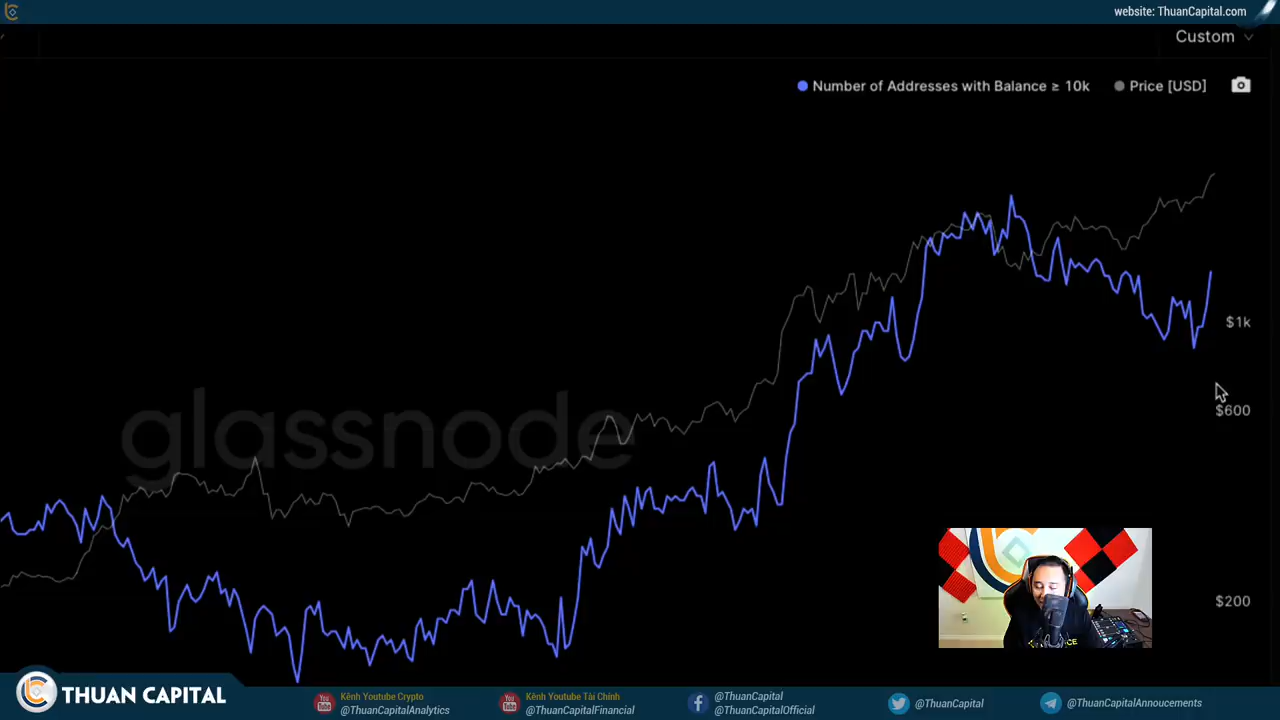 website: ThuanCapital.com
Custom
Number of Addresses with Balance ≥ 10k
Price [USD]
$1k
$600
$200
glassnode
THUAN CAPITAL
Kênh Youtube Crypto
@ThuanCapitalAnalytics
Kênh Youtube Tài Chính
@ThuanCapitalFinancial
@ThuanCapital
@ThuanCapitalOfficial
@ThuanCapital
@ThuanCapitalAnnoucements